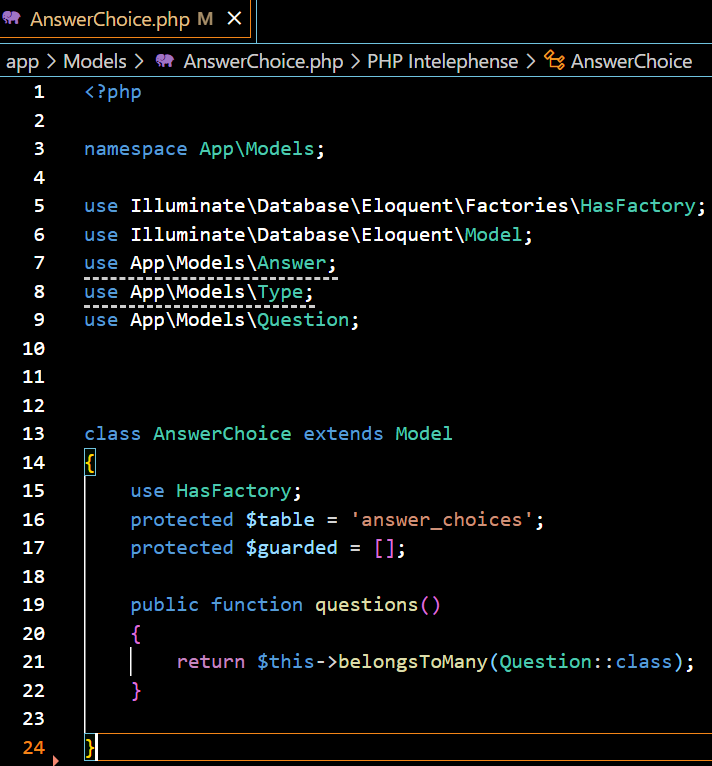 AnswerChoice.php M ×
app > Models > AnswerChoice.php > PHP Intelephense > AnswerChoice
1 <?php
2
3 namespace App\Models;
4
5 use Illuminate\Database\Eloquent\Factories\HasFactory;
6 use Illuminate\Database\Eloquent\Model;
7 use App\Models\Answer;
8 use App\Models\Type;
9 use App\Models\Question;
10
11
12
13 class AnswerChoice extends Model
14 {
15     use HasFactory;
16     protected $table = 'answer_choices';
17     protected $guarded = [];
18
19     public function questions()
20     {
21         return $this->belongsToMany(Question::class);
22     }
23
24 }